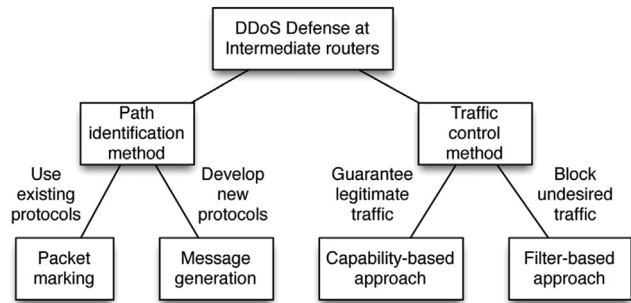 DDoS Defense at
Intermediate routers
Path
identification
method
Traffic
control
method
Use
existing
protocols
Develop
new
protocols
Guarantee
legitimate
traffic
Block
undesired
traffic
Packet
marking
Message
generation
Capability-based
approach
Filter-based
approach